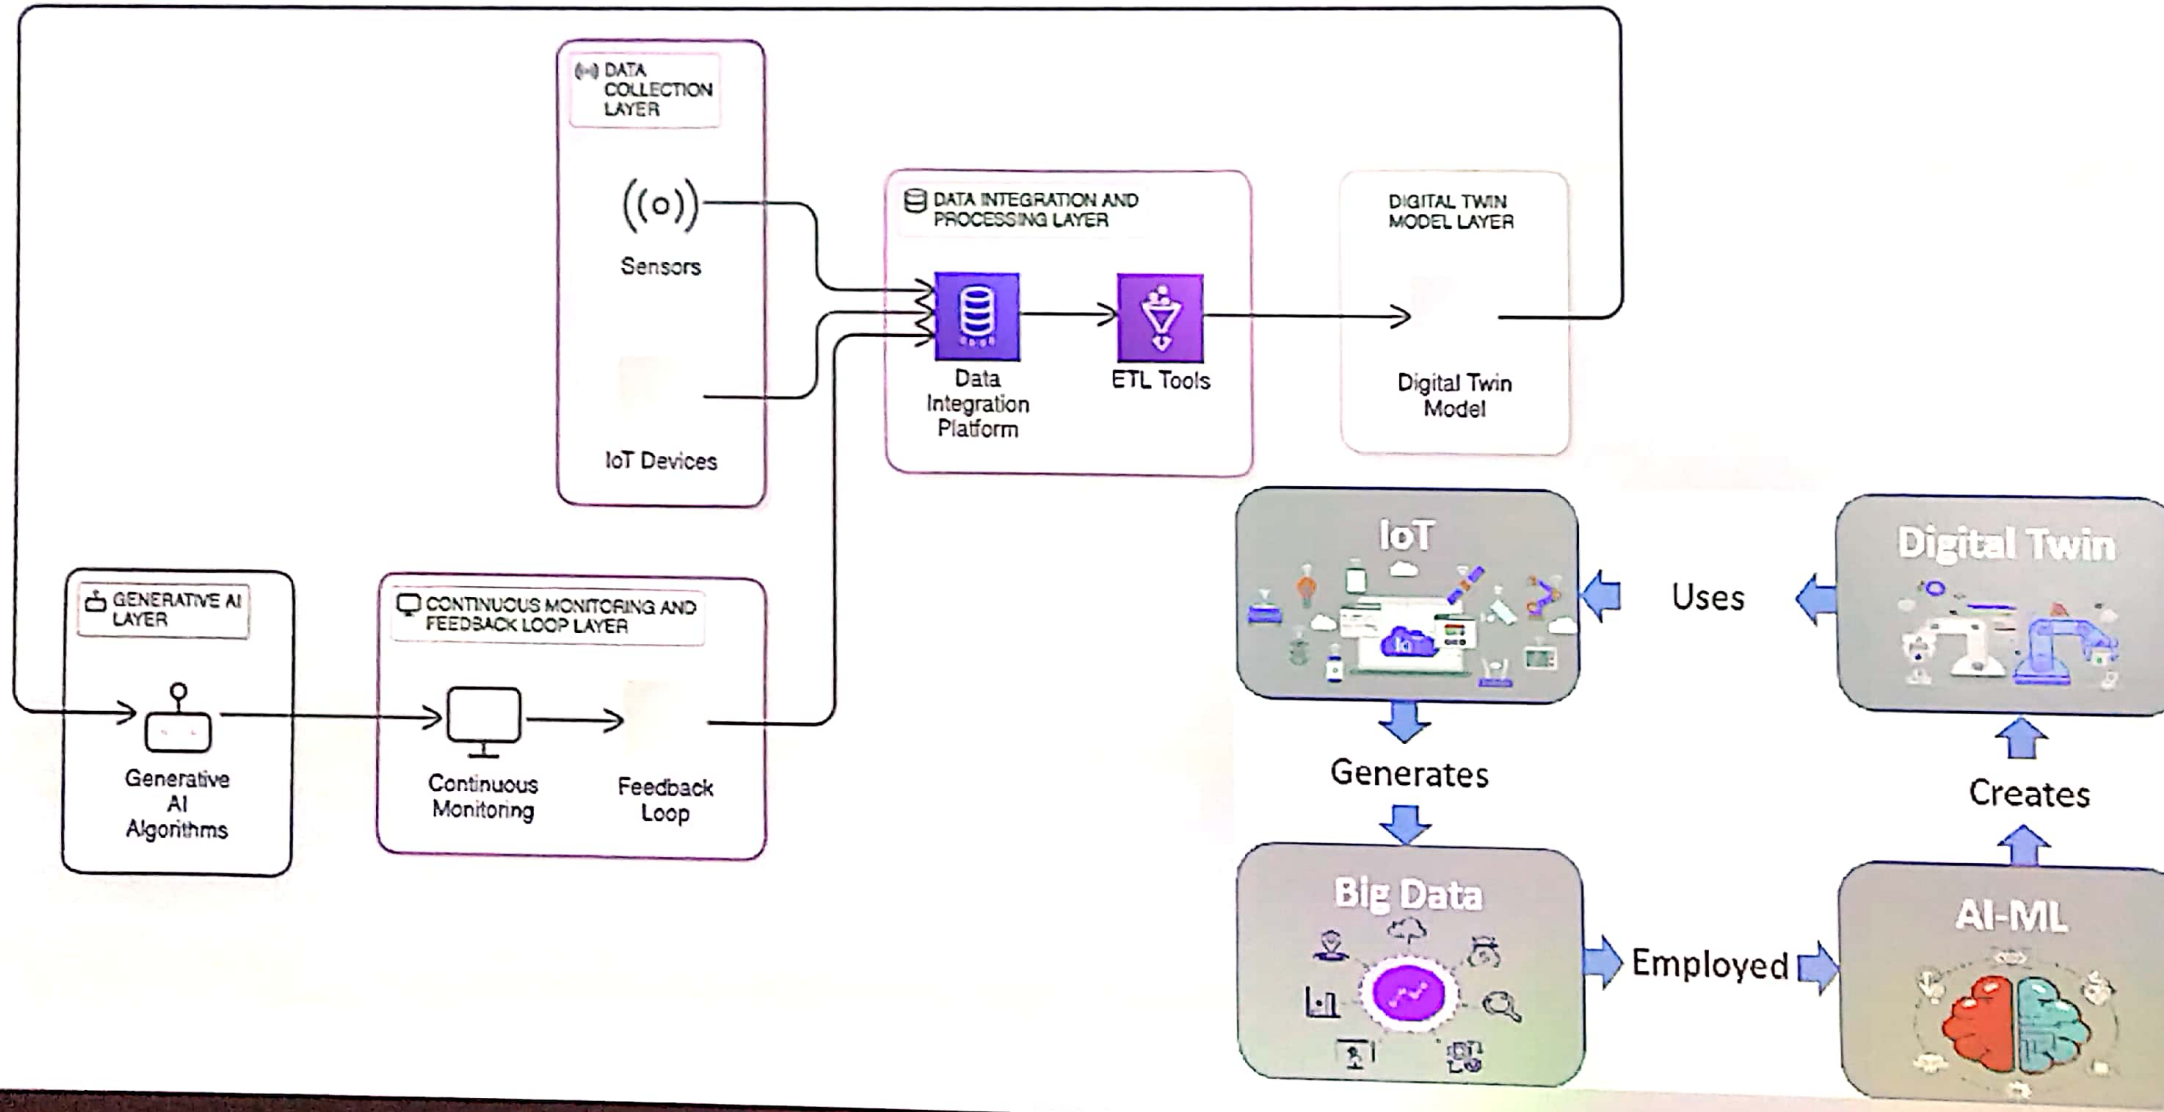 DATA
COLLECTION
LAYER
Sensors
IoT Devices
DATA INTEGRATION AND
PROCESSING LAYER
Data
Integration
Platform
ETL Tools
DIGITAL TWIN
MODEL LAYER
Digital Twin
Model
GENERATIVE AI
LAYER
Generative
AI
Algorithms
CONTINUOUS MONITORING AND
FEEDBACK LOOP LAYER
Continuous
Monitoring
Feedback
Loop
IoT
Uses
Digital Twin
Generates
Creates
Big Data
Employed
AI-ML